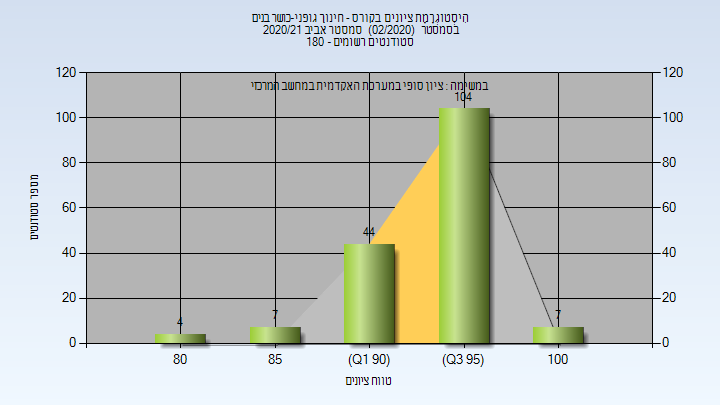 היסטוגרמת ציונים בקורס - חינוך גופני-כושר בנים
בסמסטר (02/2020) סמסטר אביב 2020/21
סטודנטים רשומים - 180
במשימה : ציון סופי במערכת האקדמית במחשב המרכזי
120 120
100 100
80 80
60 60
40 40
20 20
0 0
4
7
44
104
7
80 85 (Q1 90) (Q3 95) 100
מספר סטודנטים
טווח ציונים